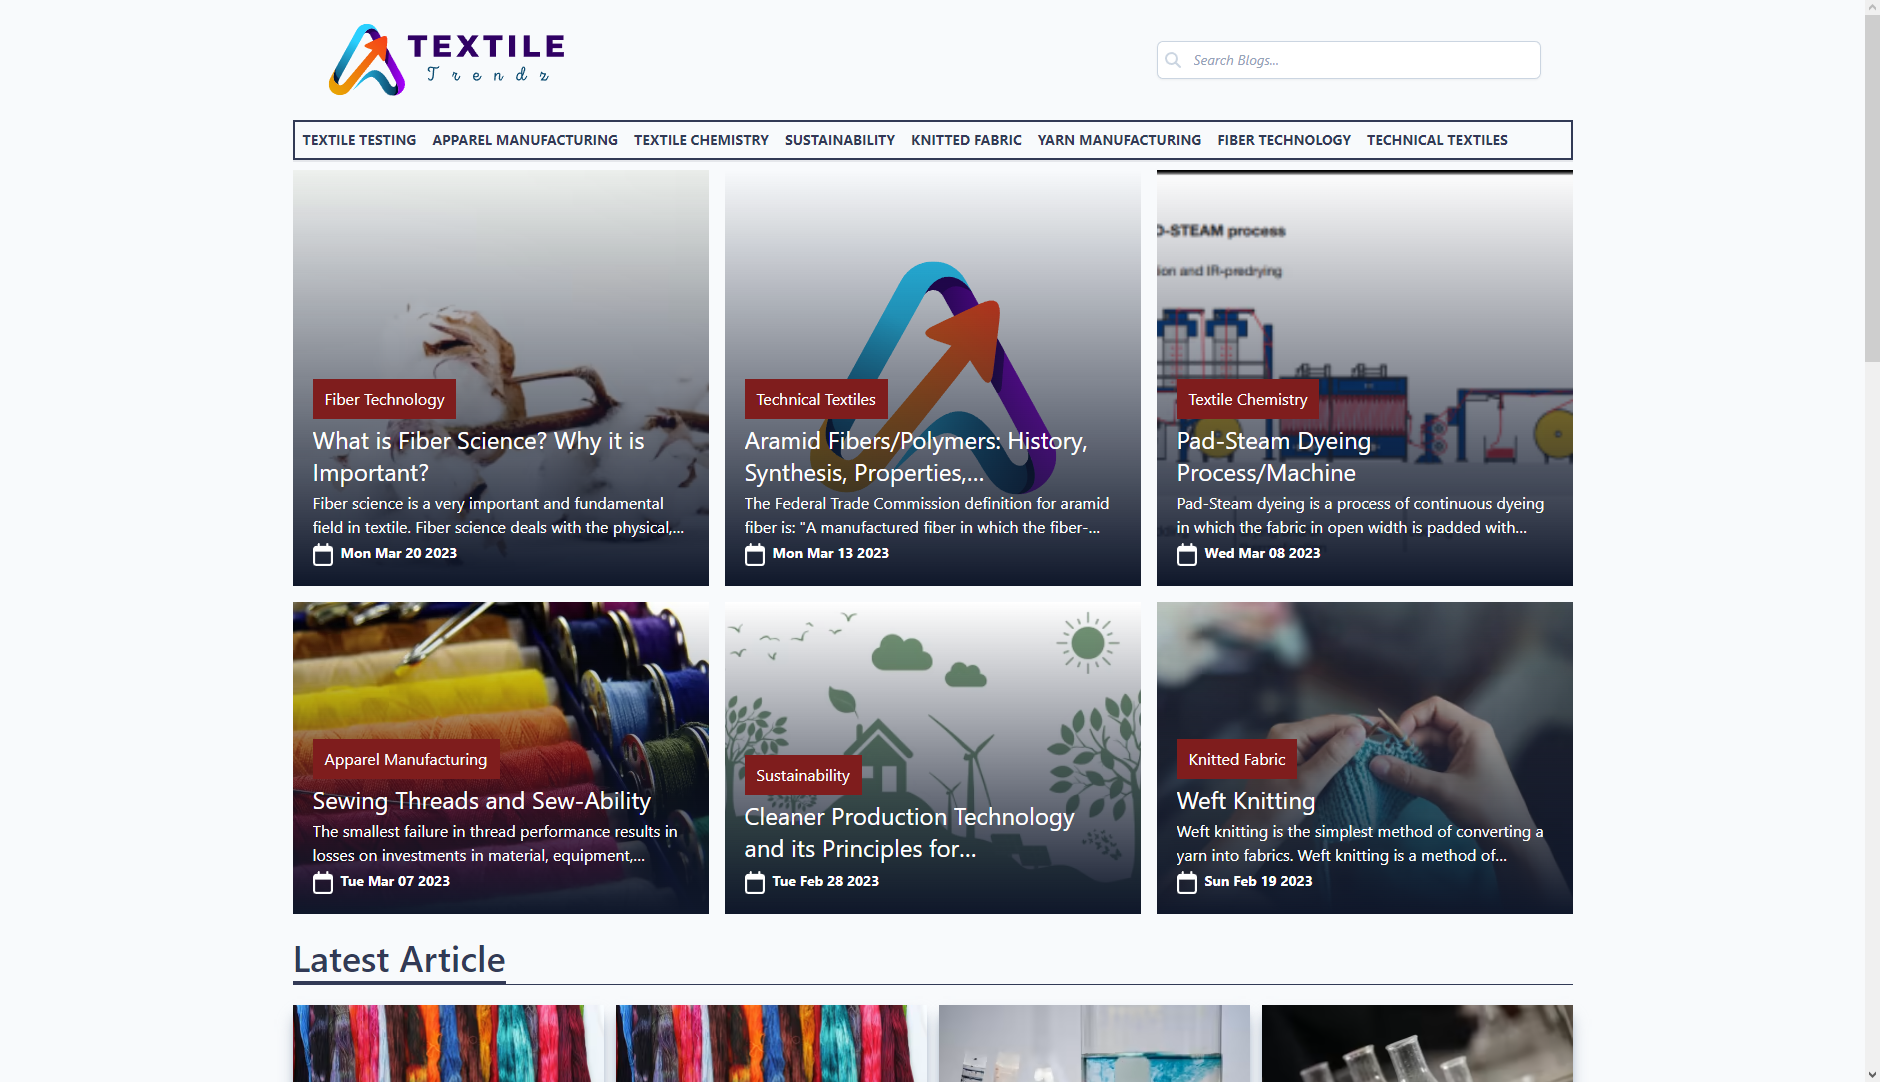 TEXTILE
Trendz
Search Blogs...
TEXTILE TESTING APPAREL MANUFACTURING TEXTILE CHEMISTRY SUSTAINABILITY KNITTED FABRIC YARN MANUFACTURING FIBER TECHNOLOGY TECHNICAL TEXTILES
Fiber Technology
What is Fiber Science? Why it is
Important?
Fiber science is a very important and fundamental
field in textile. Fiber science deals with the physical,...
Mon Mar 20 2023
Technical Textiles
Aramid Fibers/Polymers: History,
Synthesis, Properties,...
The Federal Trade Commission definition for aramid
fiber is: "A manufactured fiber in which the fiber-...
Mon Mar 13 2023
D-STEAM process
ion and IR-predrying
Textile Chemistry
Pad-Steam Dyeing
Process/Machine
Pad-Steam dyeing is a process of continuous dyeing
in which the fabric in open width is padded with...
Wed Mar 08 2023
Apparel Manufacturing
Sewing Threads and Sew-Ability
The smallest failure in thread performance results in
losses on investments in material, equipment,...
Tue Mar 07 2023
Sustainability
Cleaner Production Technology
and its Principles for...
Tue Feb 28 2023
Knitted Fabric
Weft Knitting
Weft knitting is the simplest method of converting a
yarn into fabrics. Weft knitting is a method of...
Sun Feb 19 2023
Latest Article